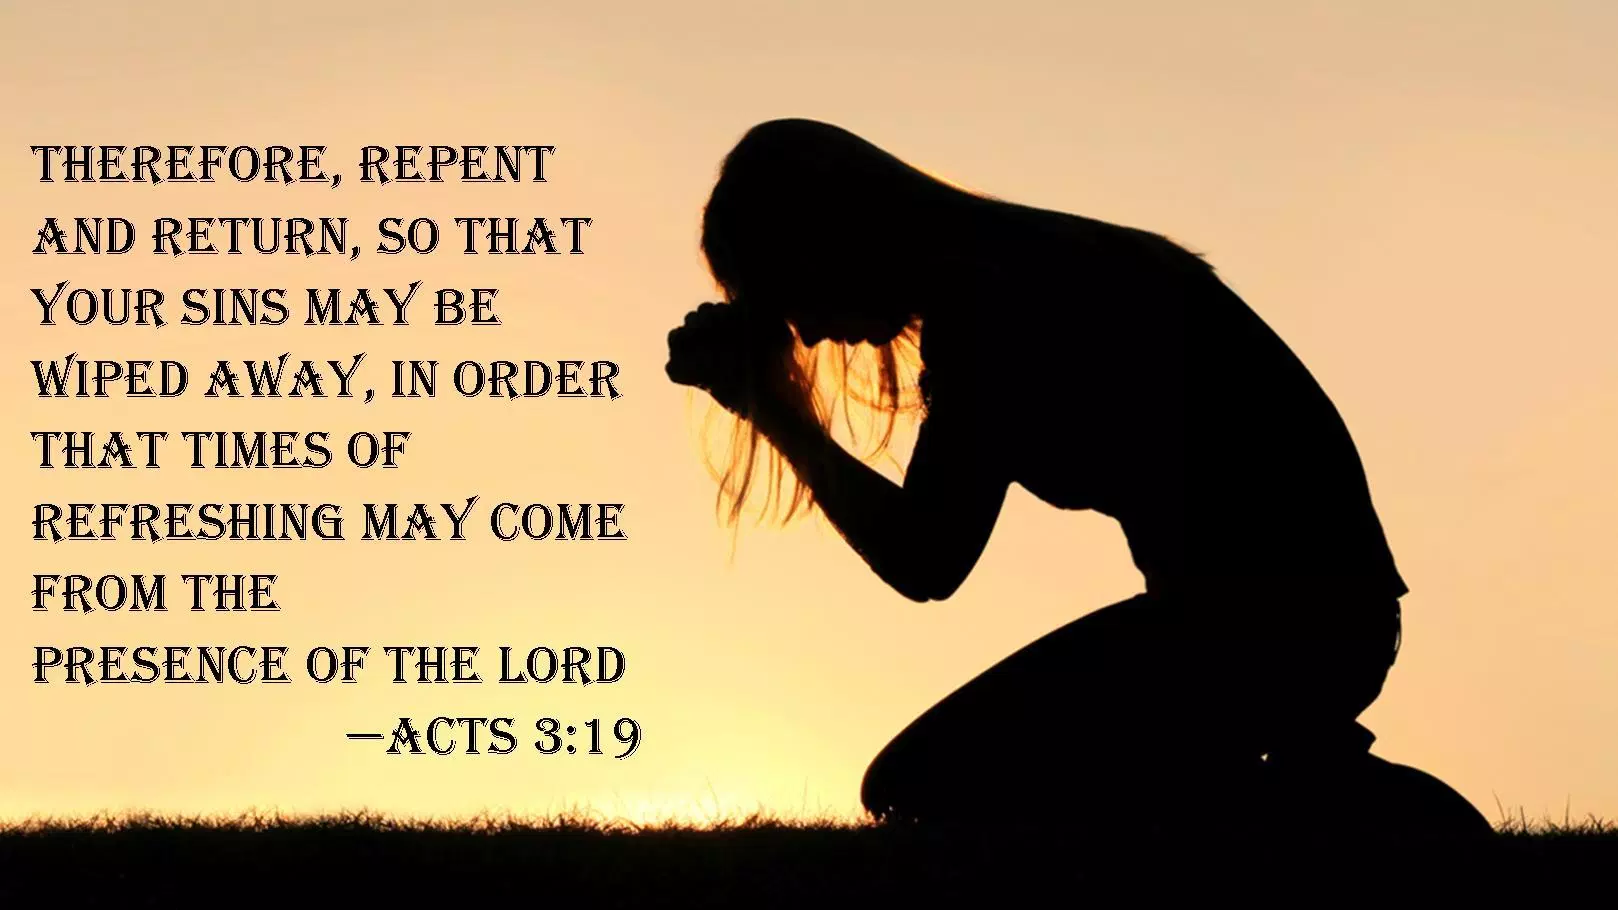 THEREFORE, REPENT
AND RETURN, SO THAT
YOUR SINS MAY BE
WIPED AWAY, IN ORDER
THAT TIMES OF
REFRESHING MAY COME
FROM THE
PRESENCE OF THE LORD
—ACTS 3:19